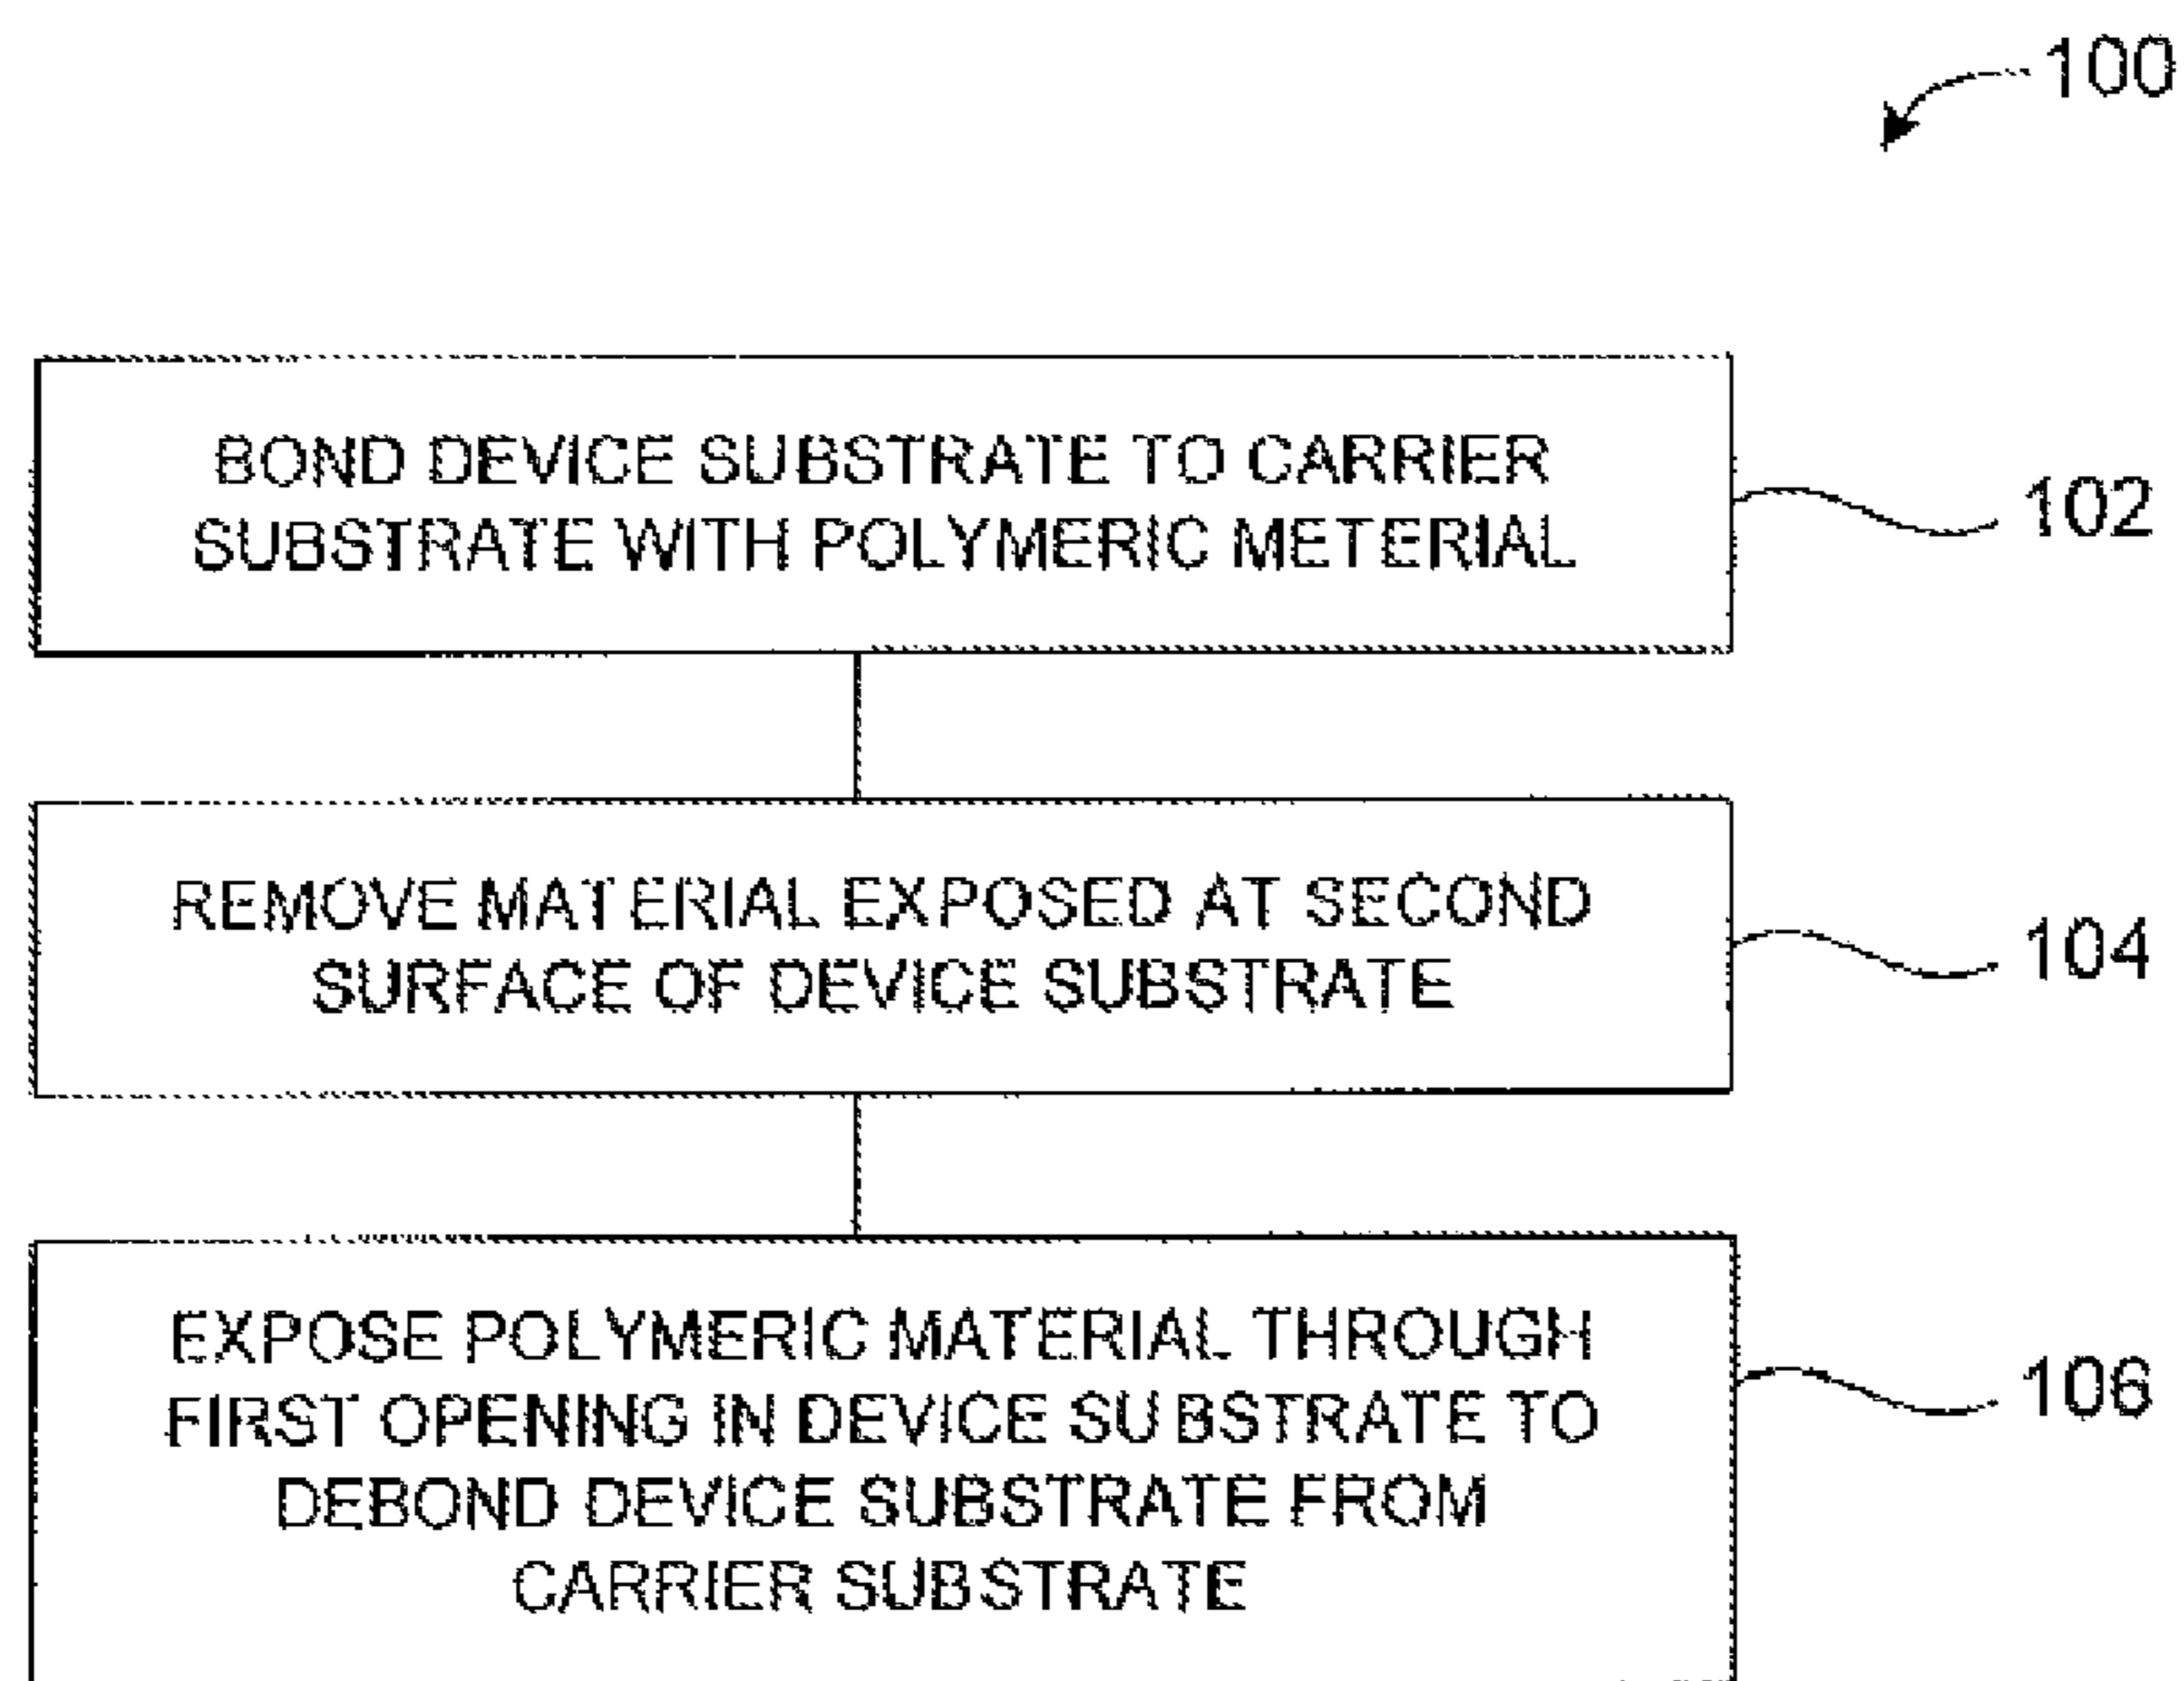 100
BOND DEVICE SUBSTRATE TO CARRIER
SUBSTRATE WITH POLYMERIC METERIAL
102
REMOVE MATERIAL EXPOSED AT SECOND
SURFACE OF DEVICE SUBSTRATE
104
EXPOSE POLYMERIC MATERIAL THROUGH
FIRST OPENING IN DEVICE SUBSTRATE TO
DEBOND DEVICE SUBSTRATE FROM
CARRIER SUBSTRATE
106